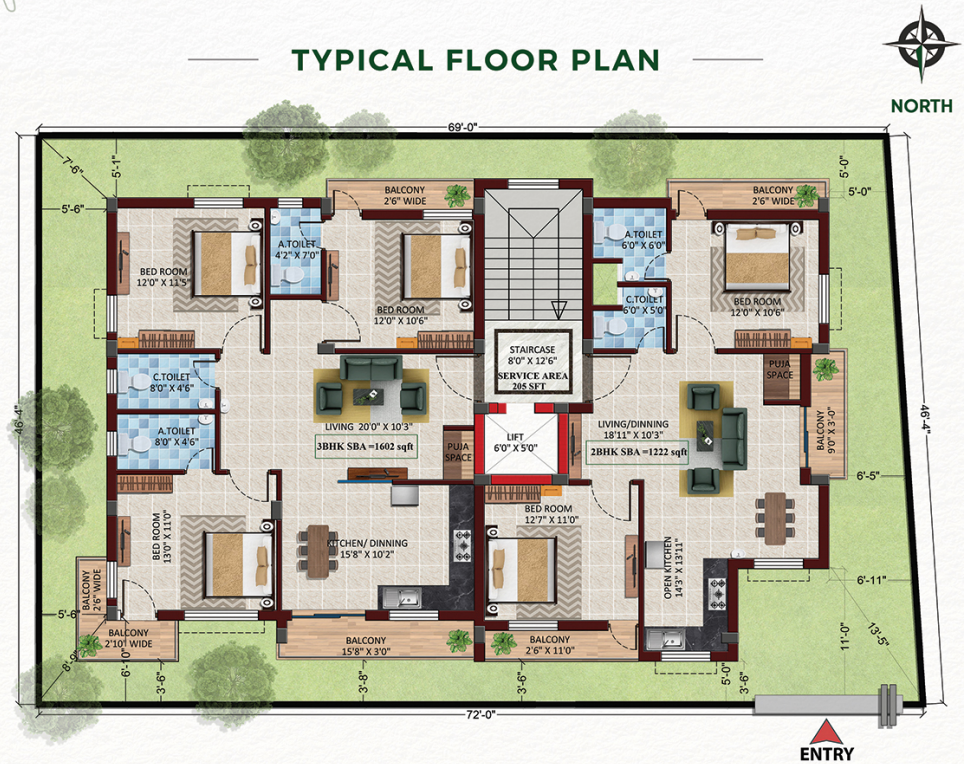 TYPICAL FLOOR PLAN
NORTH
69'-0"
7'-6"
5'-1"
5'-0"
5'-0"
5'-6"
BALCONY
2'6" WIDE
BALCONY
2'6" WIDE
A.TOILET
4'2" X 7'0"
A.TOILET
6'0" X 6'0"
BED ROOM
12'0" X 11'5"
BED ROOM
12'0" X 10'6"
C.TOILET
6'0" X 5'0"
BED ROOM
12'0" X 10'6"
STAIRCASE
8'0" X 12'6"
SERVICE AREA
205 SFT
C.TOILET
8'0" X 4'6"
PUJA
SPACE
46'-4"
46'-4"
BALCONY
9'0" X 3'0"
LIVING 20'0" X 10'3"
3BHK SBA =1602 sqft
A.TOILET
8'0" X 4'6"
PUJA
SPACE
LIFT
6'0" X 5'0"
LIVING/DINNING
18'11" X 10'3"
2BHK SBA =1222 sqft
6'-5"
BED ROOM
13'0" X 11'0"
KITCHEN/ DINNING
15'8" X 10'2"
BED ROOM
12'7" X 11'0"
OPEN KITCHEN
14'3" X 13'11"
6'-11"
BALCONY
2'6" WIDE
5'-6"
BALCONY
2'10" WIDE
BALCONY
15'8" X 3'0"
BALCONY
2'6" X 11'0"
11'-0"
13'-5"
8'-9"
6'-10"
3'-6"
3'-8"
3'-6"
5'-0"
3'-6"
72'-0"
ENTRY